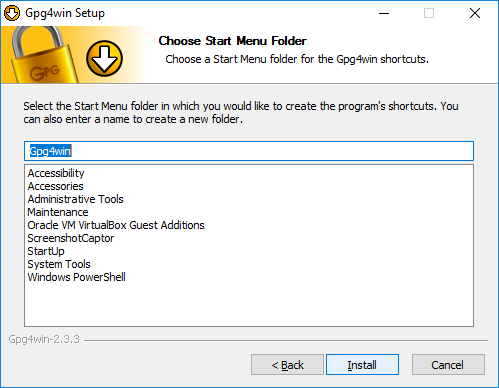 Gpg4win Setup
GPG
Choose Start Menu Folder
Choose a Start Menu folder for the Gpg4win shortcuts.
Select the Start Menu folder in which you would like to create the program's shortcuts. You
can also enter a name to create a new folder.
Gpg4win
Accessibility
Accessories
Administrative Tools
Maintenance
Oracle VM VirtualBox Guest Additions
ScreenshotCaptor
StartUp
System Tools
Windows PowerShell
Gpg4win-2.3.3
< Back
Install
Cancel